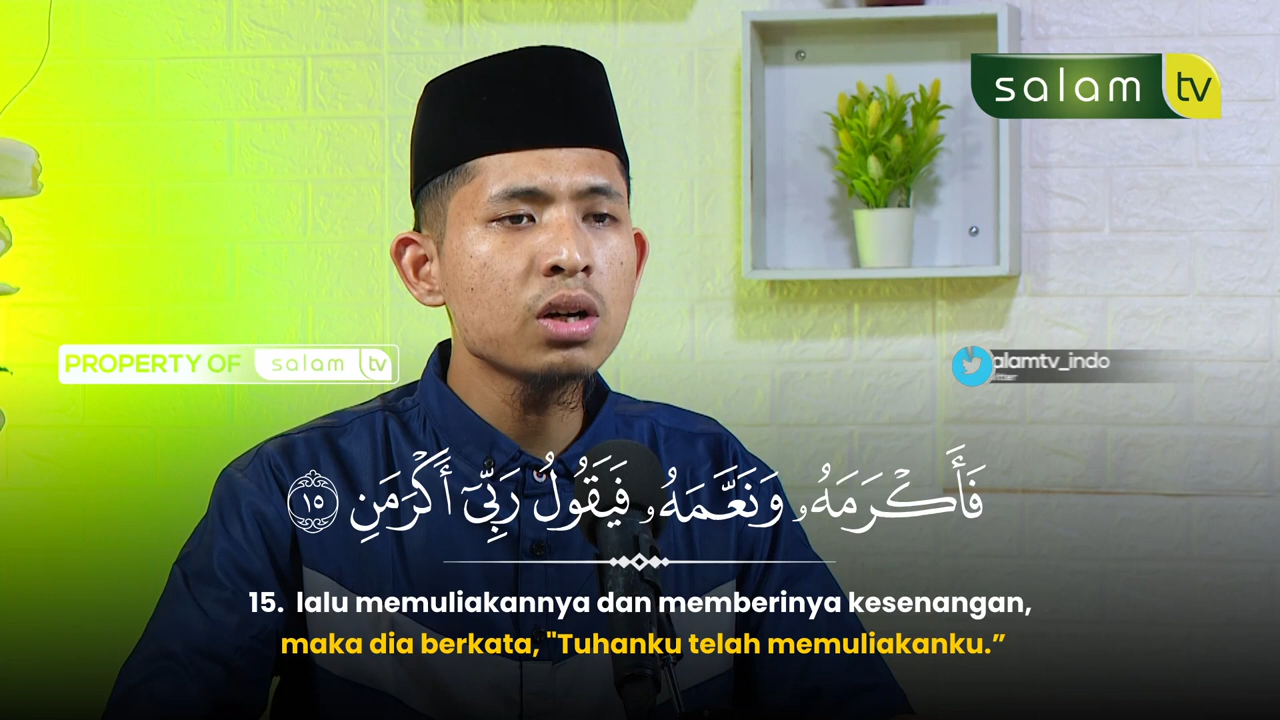 salam tv
PROPERTY OF salam tv
alamtv_indo
itter
فَأَكْرَمَهُۥ وَنَعَّمَهُۥ فَيَقُولُ رَبِّىٓ أَكْرَمَنِ ١٥
15. lalu memuliakannya dan memberinya kesenangan,
maka dia berkata, "Tuhanku telah memuliakanku.”